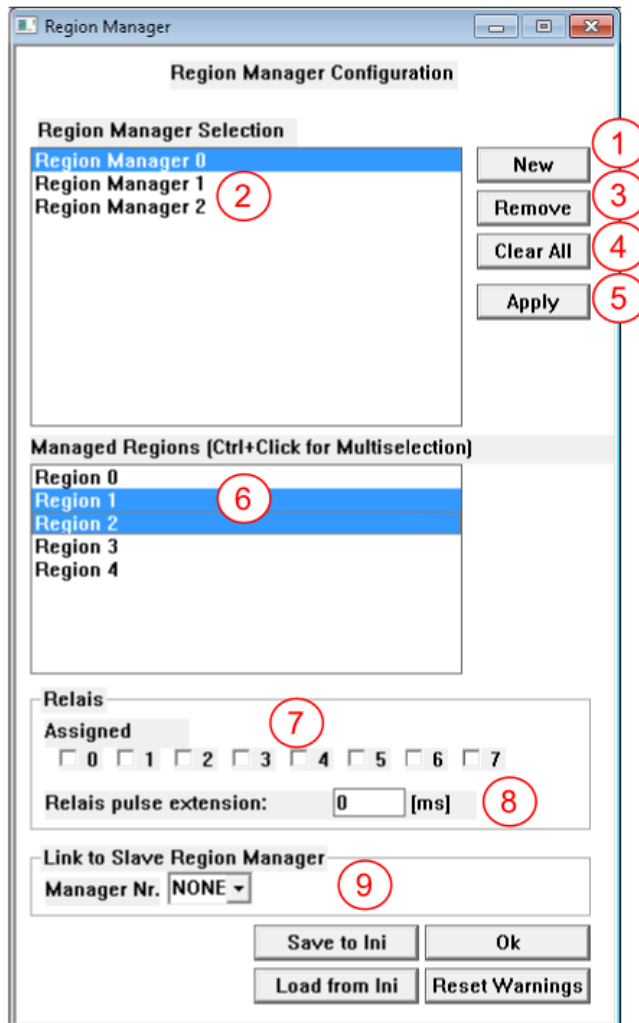 Region Manager
Region Manager Configuration
Region Manager Selection
Region Manager 0
Region Manager 1
Region Manager 2
2
New
1
Remove
3
Clear All
4
Apply
5
Managed Regions (Ctrl+Click for Multiselection)
Region 0
Region 1
Region 2
Region 3
Region 4
6
Relais
Assigned
7
0 1 2 3 4 5 6 7
Relais pulse extension: 0 [ms]
8
Link to Slave Region Manager
Manager Nr. NONE
9
Save to Ini Ok
Load from Ini Reset Warnings